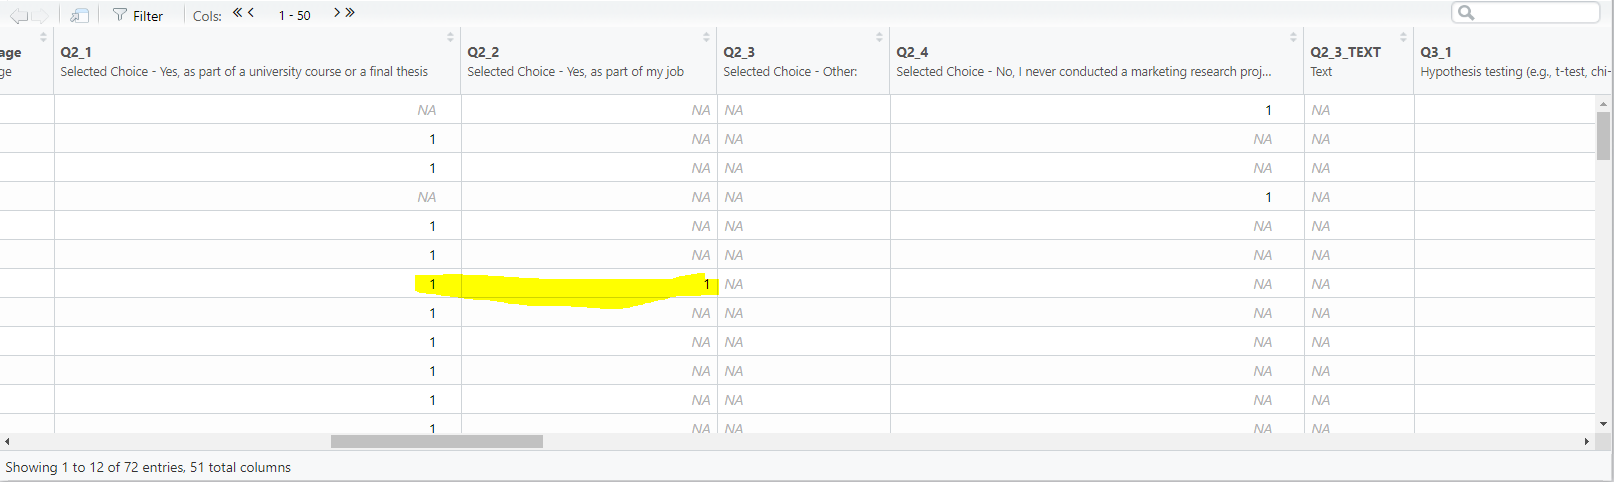 Filter Cols: « < 1 - 50 > »
age Q2_1 Q2_2 Q2_3 Q2_4 Q2_3_TEXT Q3_1
ge Selected Choice - Yes, as part of a university course or a final thesis Selected Choice - Yes, as part of my job Selected Choice - Other: Selected Choice - No, I never conducted a marketing research proj... Text Hypothesis testing (e.g., t-test, chi-
NA NA NA 1 NA
1 NA NA NA NA
1 NA NA NA NA
NA NA NA 1 NA
1 NA NA NA NA
1 NA NA NA NA
1 1 NA NA NA
1 NA NA NA NA
1 NA NA NA NA
1 NA NA NA NA
1 NA NA NA NA
1 NA NA NA NA
Showing 1 to 12 of 72 entries, 51 total columns